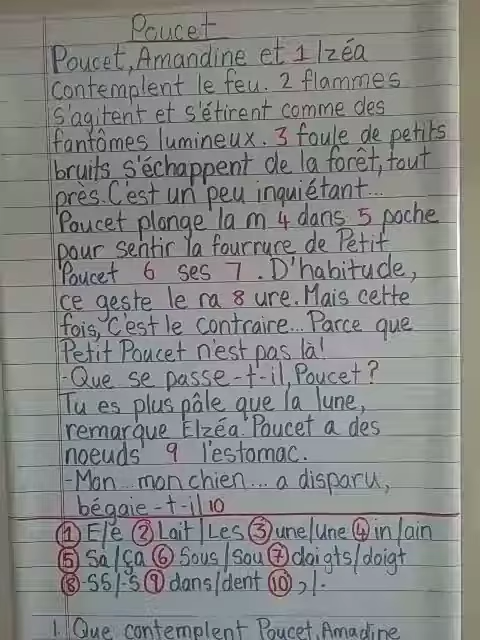 Poucet
Poucet, Amandine et 1 lzéa
contemplent le feu. 2 flammes
s'agitent et s'étirent comme des
fantômes lumineux. 3 foule de petits
bruits s'échappent de la forêt, tout
près. C'est un peu inquiétant...
Poucet plonge la m 4 dans 5 poche
pour sentir la fourrure de Petit
Poucet 6 ses 7. D'habitude,
ce geste le ra 8 ure. Mais cette
fois, c'est le contraire... Parce que
Petit Poucet n'est pas là!
-Que se passe-t-il, Poucet?
Tu es plus pâle que la lune,
remarque Elzéa. Poucet a des
noeuds 9 l'estomac.
-Mon... mon chien... a disparu,
bégaie-t-il 10
① E/é ② Lait/Les ③ une/Une ④ in/ain
⑤ Sa/ça ⑥ Sous/Sou ⑦ doigts/doigt
⑧ -SS/-S ⑨ dans/dent ⑩ , /.
1. Que contemplent Poucet, Amadine